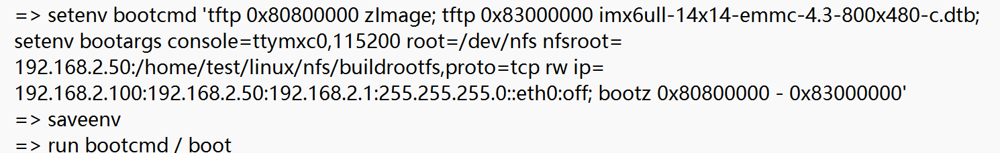 => setenv bootcmd 'tftp 0x80800000 zImage; tftp 0x83000000 imx6ull-14x14-emmc-4.3-800x480-c.dtb;
setenv bootargs console=ttymxc0,115200 root=/dev/nfs nfsroot=
192.168.2.50:/home/test/linux/nfs/buildrootfs,proto=tcp rw ip=
192.168.2.100:192.168.2.50:192.168.2.1:255.255.255.0::eth0:off; bootz 0x80800000 - 0x83000000'
=> saveenv
=> run bootcmd / boot